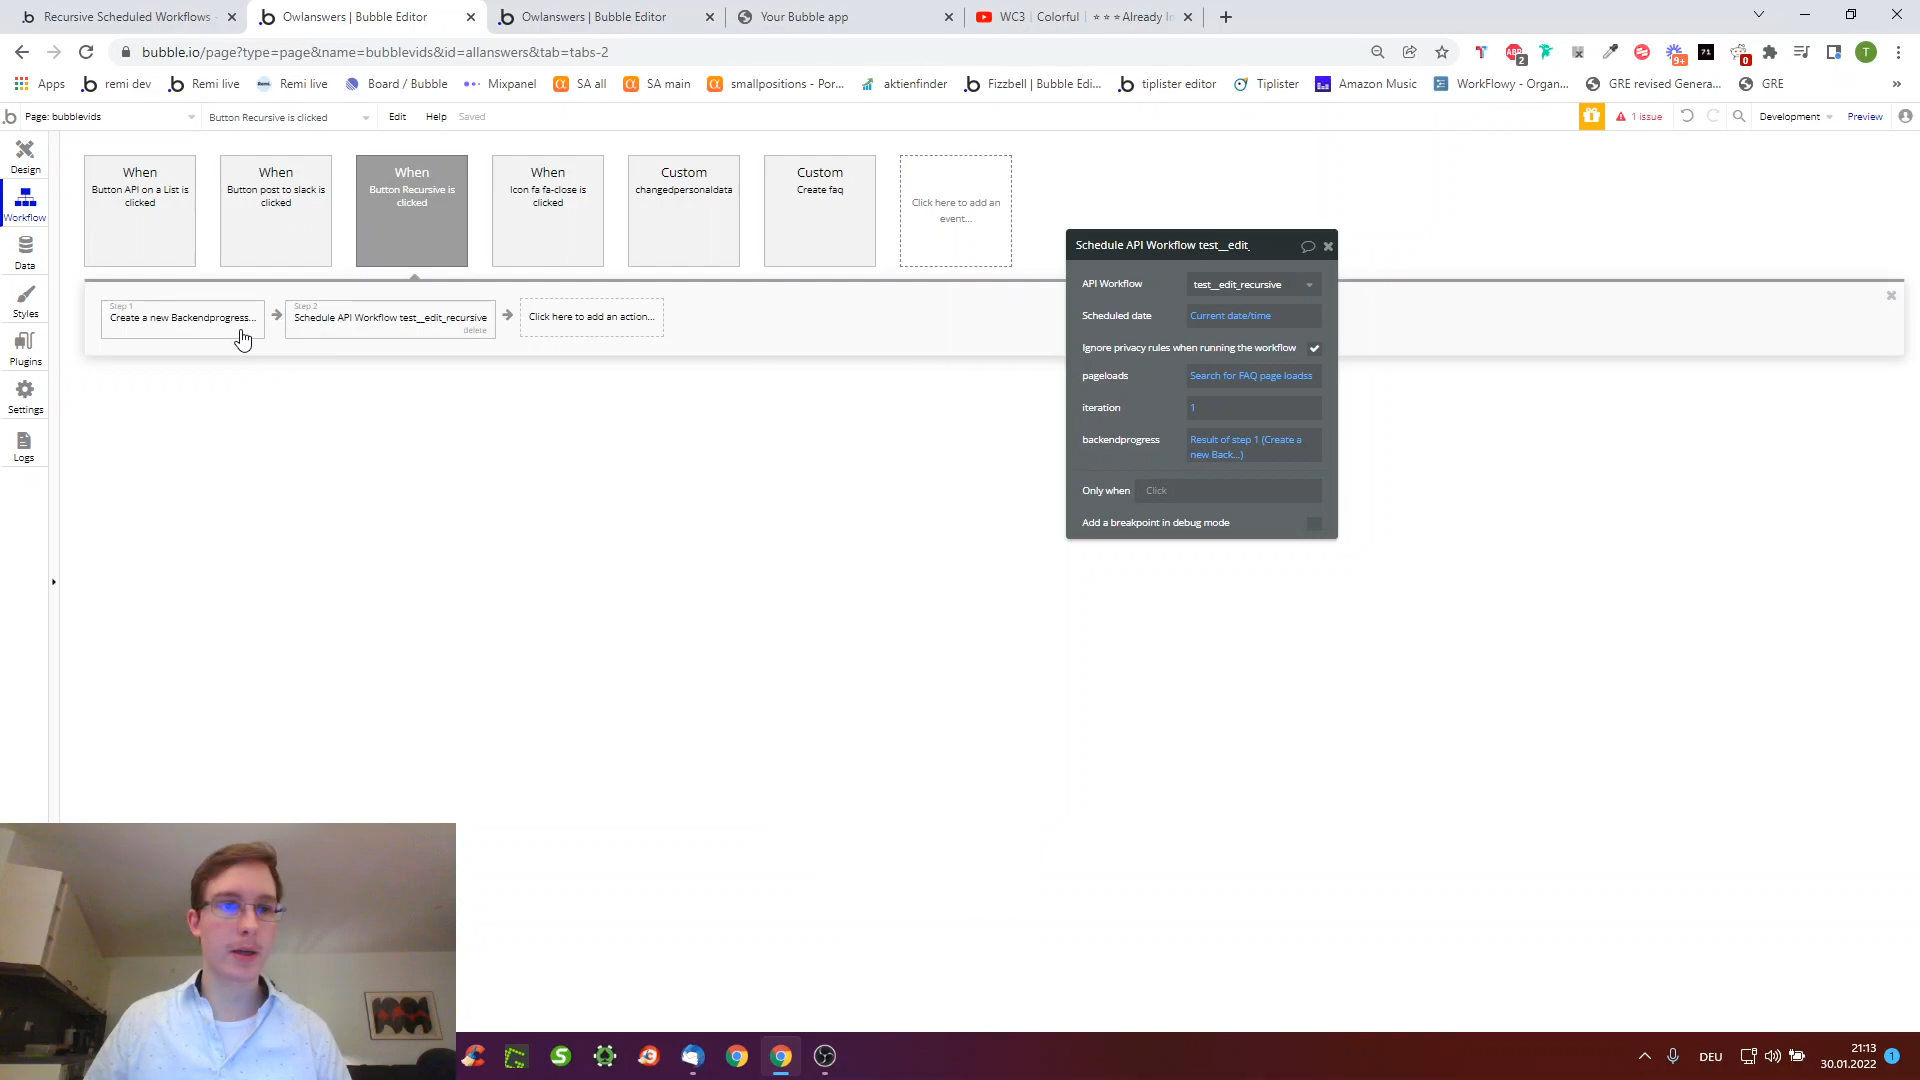 Recursive Scheduled Workflows
Owlanswers | Bubble Editor
Owlanswers | Bubble Editor
Your Bubble app
WC3 | Colorful | ⭑⭑⭑Already I
bubble.io/page?type=page&name=bubblevids&id=allanswers&tab=tabs-2
2
71
9+
0
T
Apps
remi dev
Remi live
Remi live
Board / Bubble
Mixpanel
SA all
SA main
smallpositions - Por...
aktienfinder
Fizzbell | Bubble Edi...
tiplister editor
Tiplister
Amazon Music
WorkFlowy - Organ...
GRE revised Genera...
GRE
Page: bubblevids
Button Recursive is clicked
Edit
Help
Saved
1 issue
Development
Preview
Design
Workflow
Data
Styles
Plugins
Settings
Logs
When
Button API on a List is
clicked
When
Button post to slack is
clicked
When
Button Recursive is
clicked
When
Icon fa fa-close is
clicked
Custom
changedpersonaldata
Custom
Create faq
Click here to add an
event...
Step 1
Create a new Backendprogress...
Step 2
Schedule API Workflow test__edit_recursive
delete
Click here to add an action...
Schedule API Workflow test__edit_
API Workflow
test__edit_recursive
Scheduled date
Current date/time
Ignore privacy rules when running the workflow
pageloads
Search for FAQ page loadss
iteration
1
backendprogress
Result of step 1 (Create a
new Back...)
Only when
Click
Add a breakpoint in debug mode
DEU
21:13
30.01.2022
1